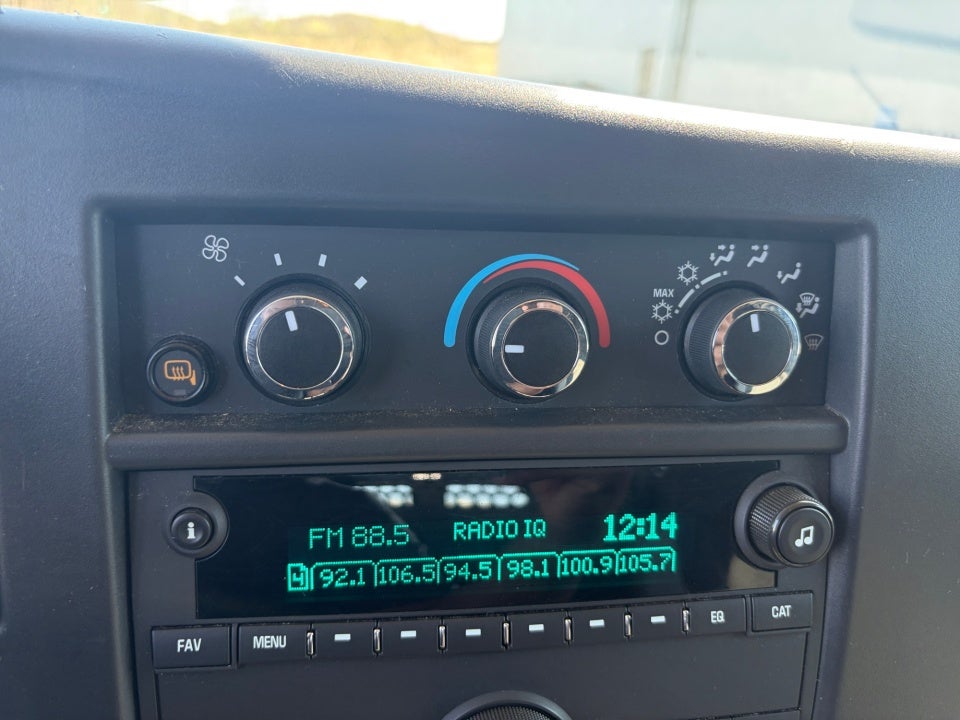 MAX
FM 88.5 RADIO IQ 12:14
4 92.1 106.5 94.5 98.1 100.9 105.7
i
FAV MENU EQ CAT